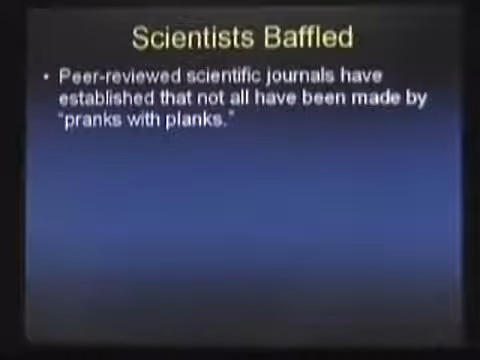 Scientists Baffled
• Peer-reviewed scientific journals have
established that not all have been made by
"pranks with planks."